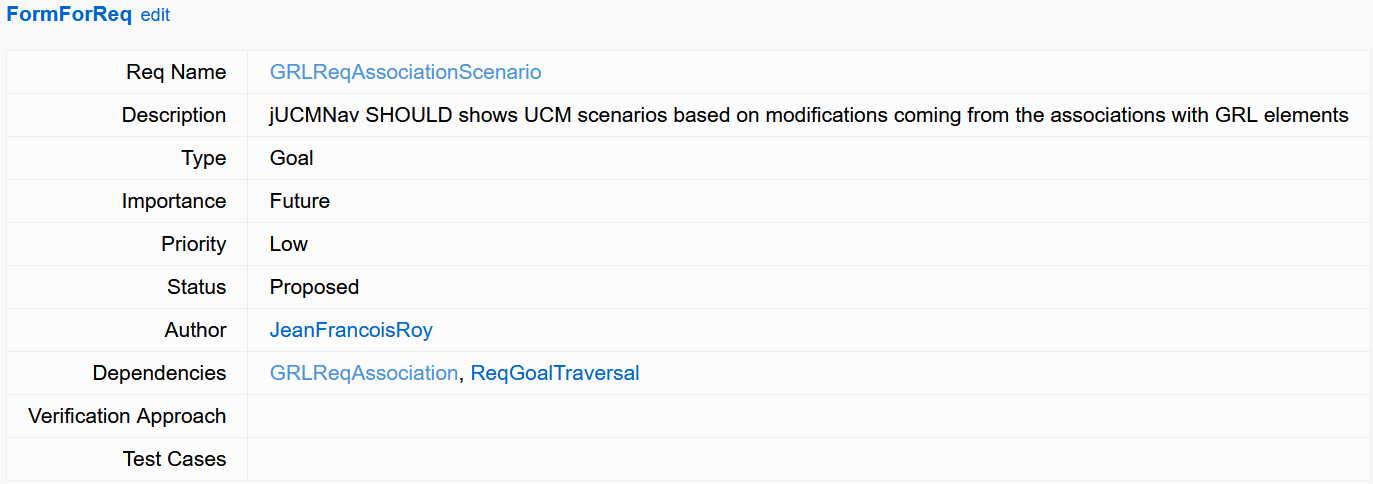 FormForReq edit
Req Name GRLReqAssociationScenario
Description jUCMNav SHOULD shows UCM scenarios based on modifications coming from the associations with GRL elements
Type Goal
Importance Future
Priority Low
Status Proposed
Author JeanFrancoisRoy
Dependencies GRLReqAssociation, ReqGoalTraversal
Verification Approach
Test Cases